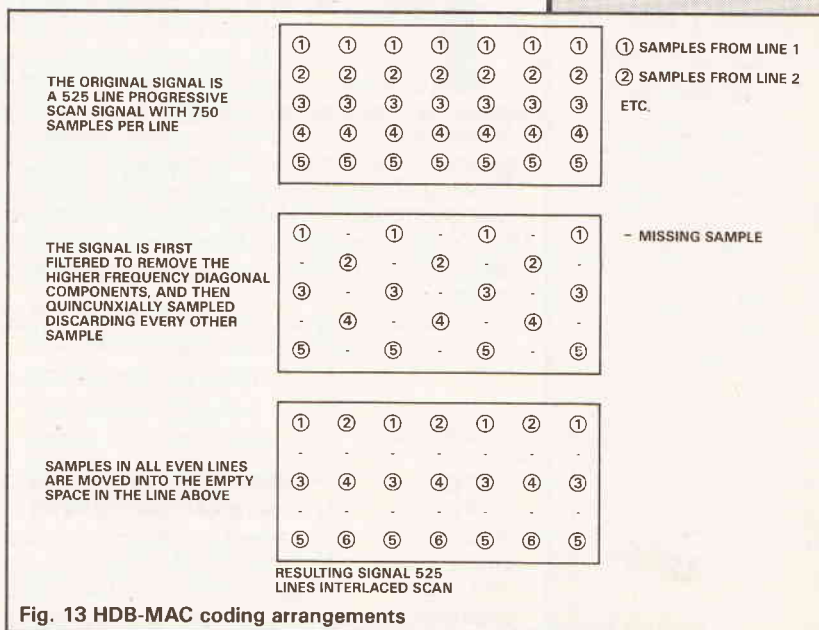 THE ORIGINAL SIGNAL IS
A 525 LINE PROGRESSIVE
SCAN SIGNAL WITH 750
SAMPLES PER LINE
① ① ① ① ① ① ①
② ② ② ② ② ② ②
③ ③ ③ ③ ③ ③ ③
④ ④ ④ ④ ④ ④ ④
⑤ ⑤ ⑤ ⑤ ⑤ ⑤ ⑤
① SAMPLES FROM LINE 1
② SAMPLES FROM LINE 2
ETC.
THE SIGNAL IS FIRST
FILTERED TO REMOVE THE
HIGHER FREQUENCY DIAGONAL
COMPONENTS, AND THEN
QUINCUNXIALLY SAMPLED
DISCARDING EVERY OTHER
SAMPLE
① - ① - ① - ①
- ② - ② - ② -
③ - ③ - ③ - ③
- ④ - ④ - ④ -
⑤ - ⑤ - ⑤ - ⑤
- MISSING SAMPLE
SAMPLES IN ALL EVEN LINES
ARE MOVED INTO THE EMPTY
SPACE IN THE LINE ABOVE
① ② ① ② ① ② ①
- - - - - - -
③ ④ ③ ④ ③ ④ ③
- - - - - - -
⑤ ⑥ ⑤ ⑥ ⑤ ⑥ ⑤
RESULTING SIGNAL 525
LINES INTERLACED SCAN
Fig. 13 HDB-MAC coding arrangements